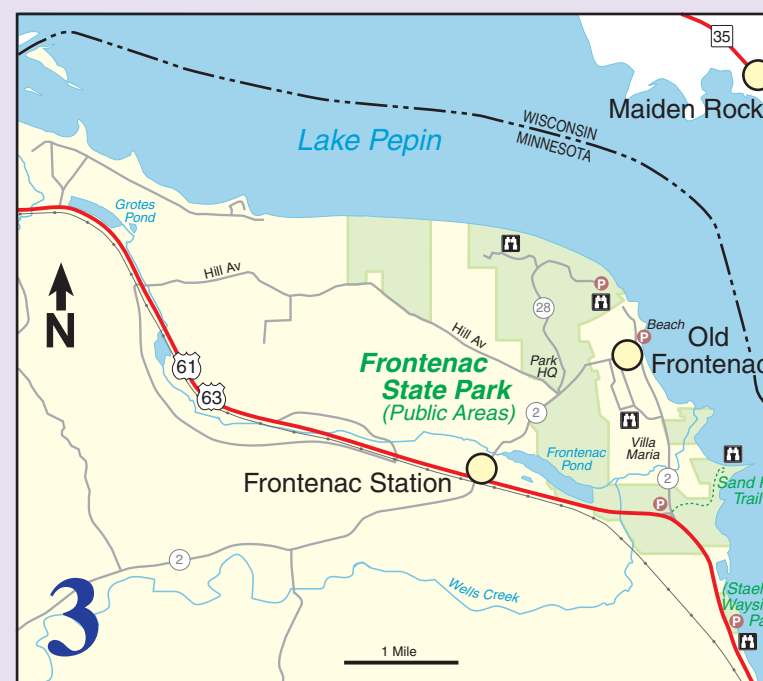 35
Maiden Rock
WISCONSIN
MINNESOTA
Lake Pepin
Grotes
Pond
Hill Av
N
28
P
Beach
P
Old
Frontenac
Hill Av
61
63
Park
HQ
Frontenac
State Park
(Public Areas)
2
Villa
Maria
Frontenac
Pond
Frontenac Station
2
P
Sand
Trail
2
Wells Creek
3
1 Mile
P